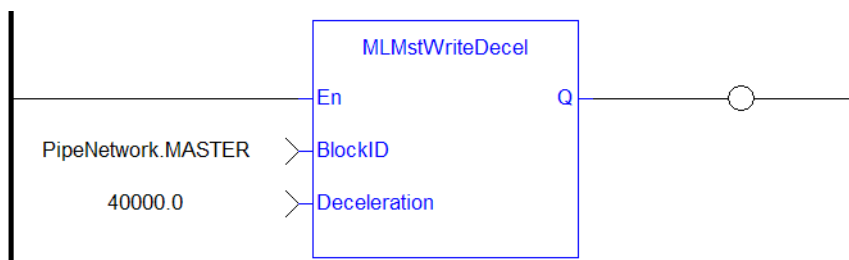 MLMstWriteDecel
En Q
PipeNetwork.MASTER BlockID
40000.0 Deceleration